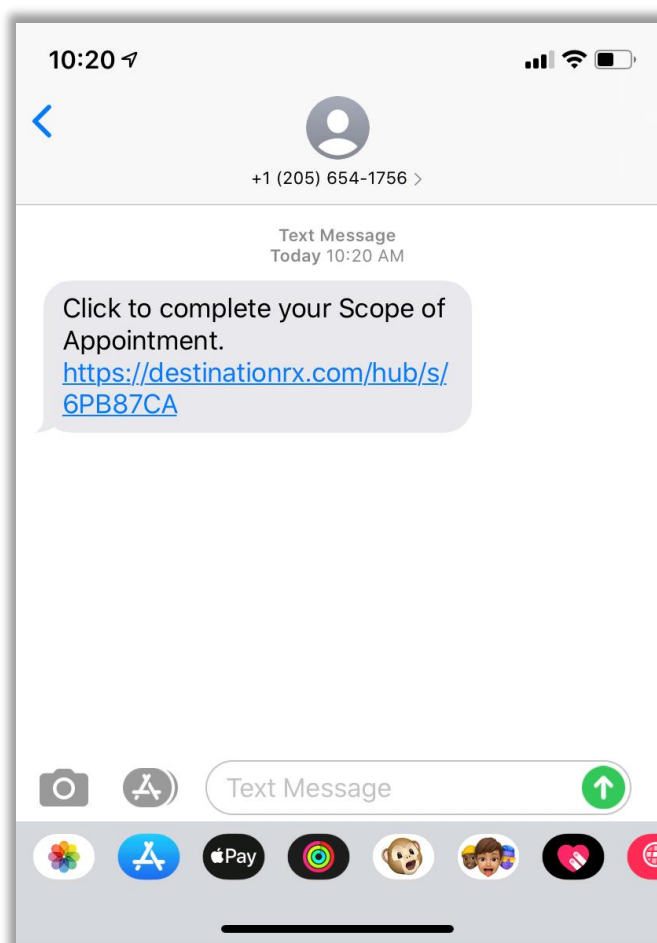 10:20
+1 (205) 654-1756
Text Message
Today 10:20 AM
Click to complete your Scope of
Appointment.
https://destinationrx.com/hub/s/
6PB87CA
Text Message
Pay